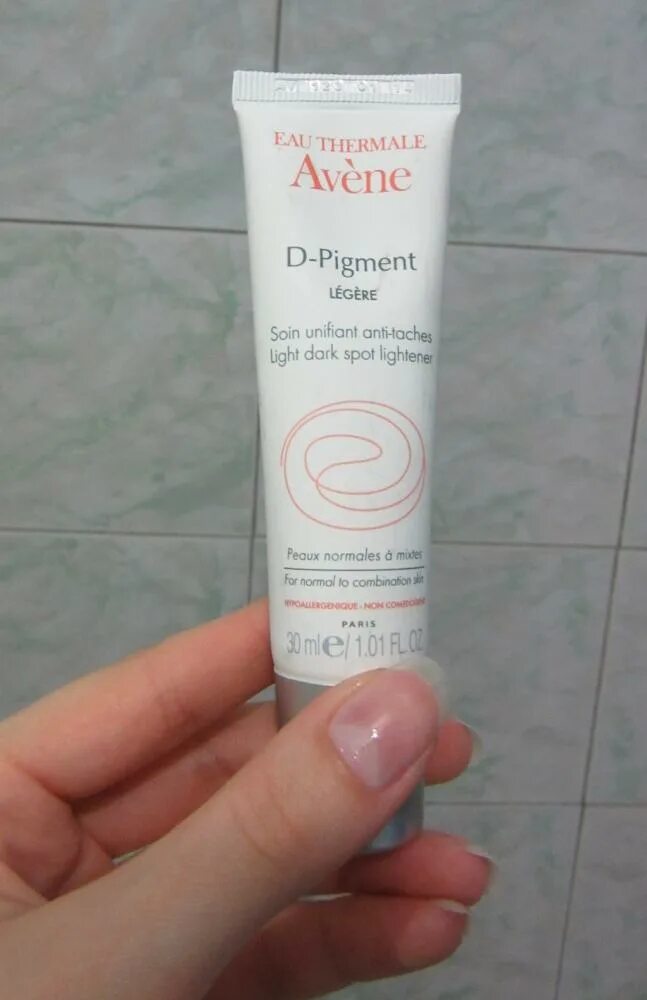 EAU THERMALE
Avène
D-Pigment
LÉGÈRE
Soin unifiant anti-taches
Light dark spot lightener
Peaux normales à mixtes
For normal to combination skin
HYPOALLERGENIQUE - NON COMEDOGENE
PARIS
30 ml e / 1.01 FL.OZ